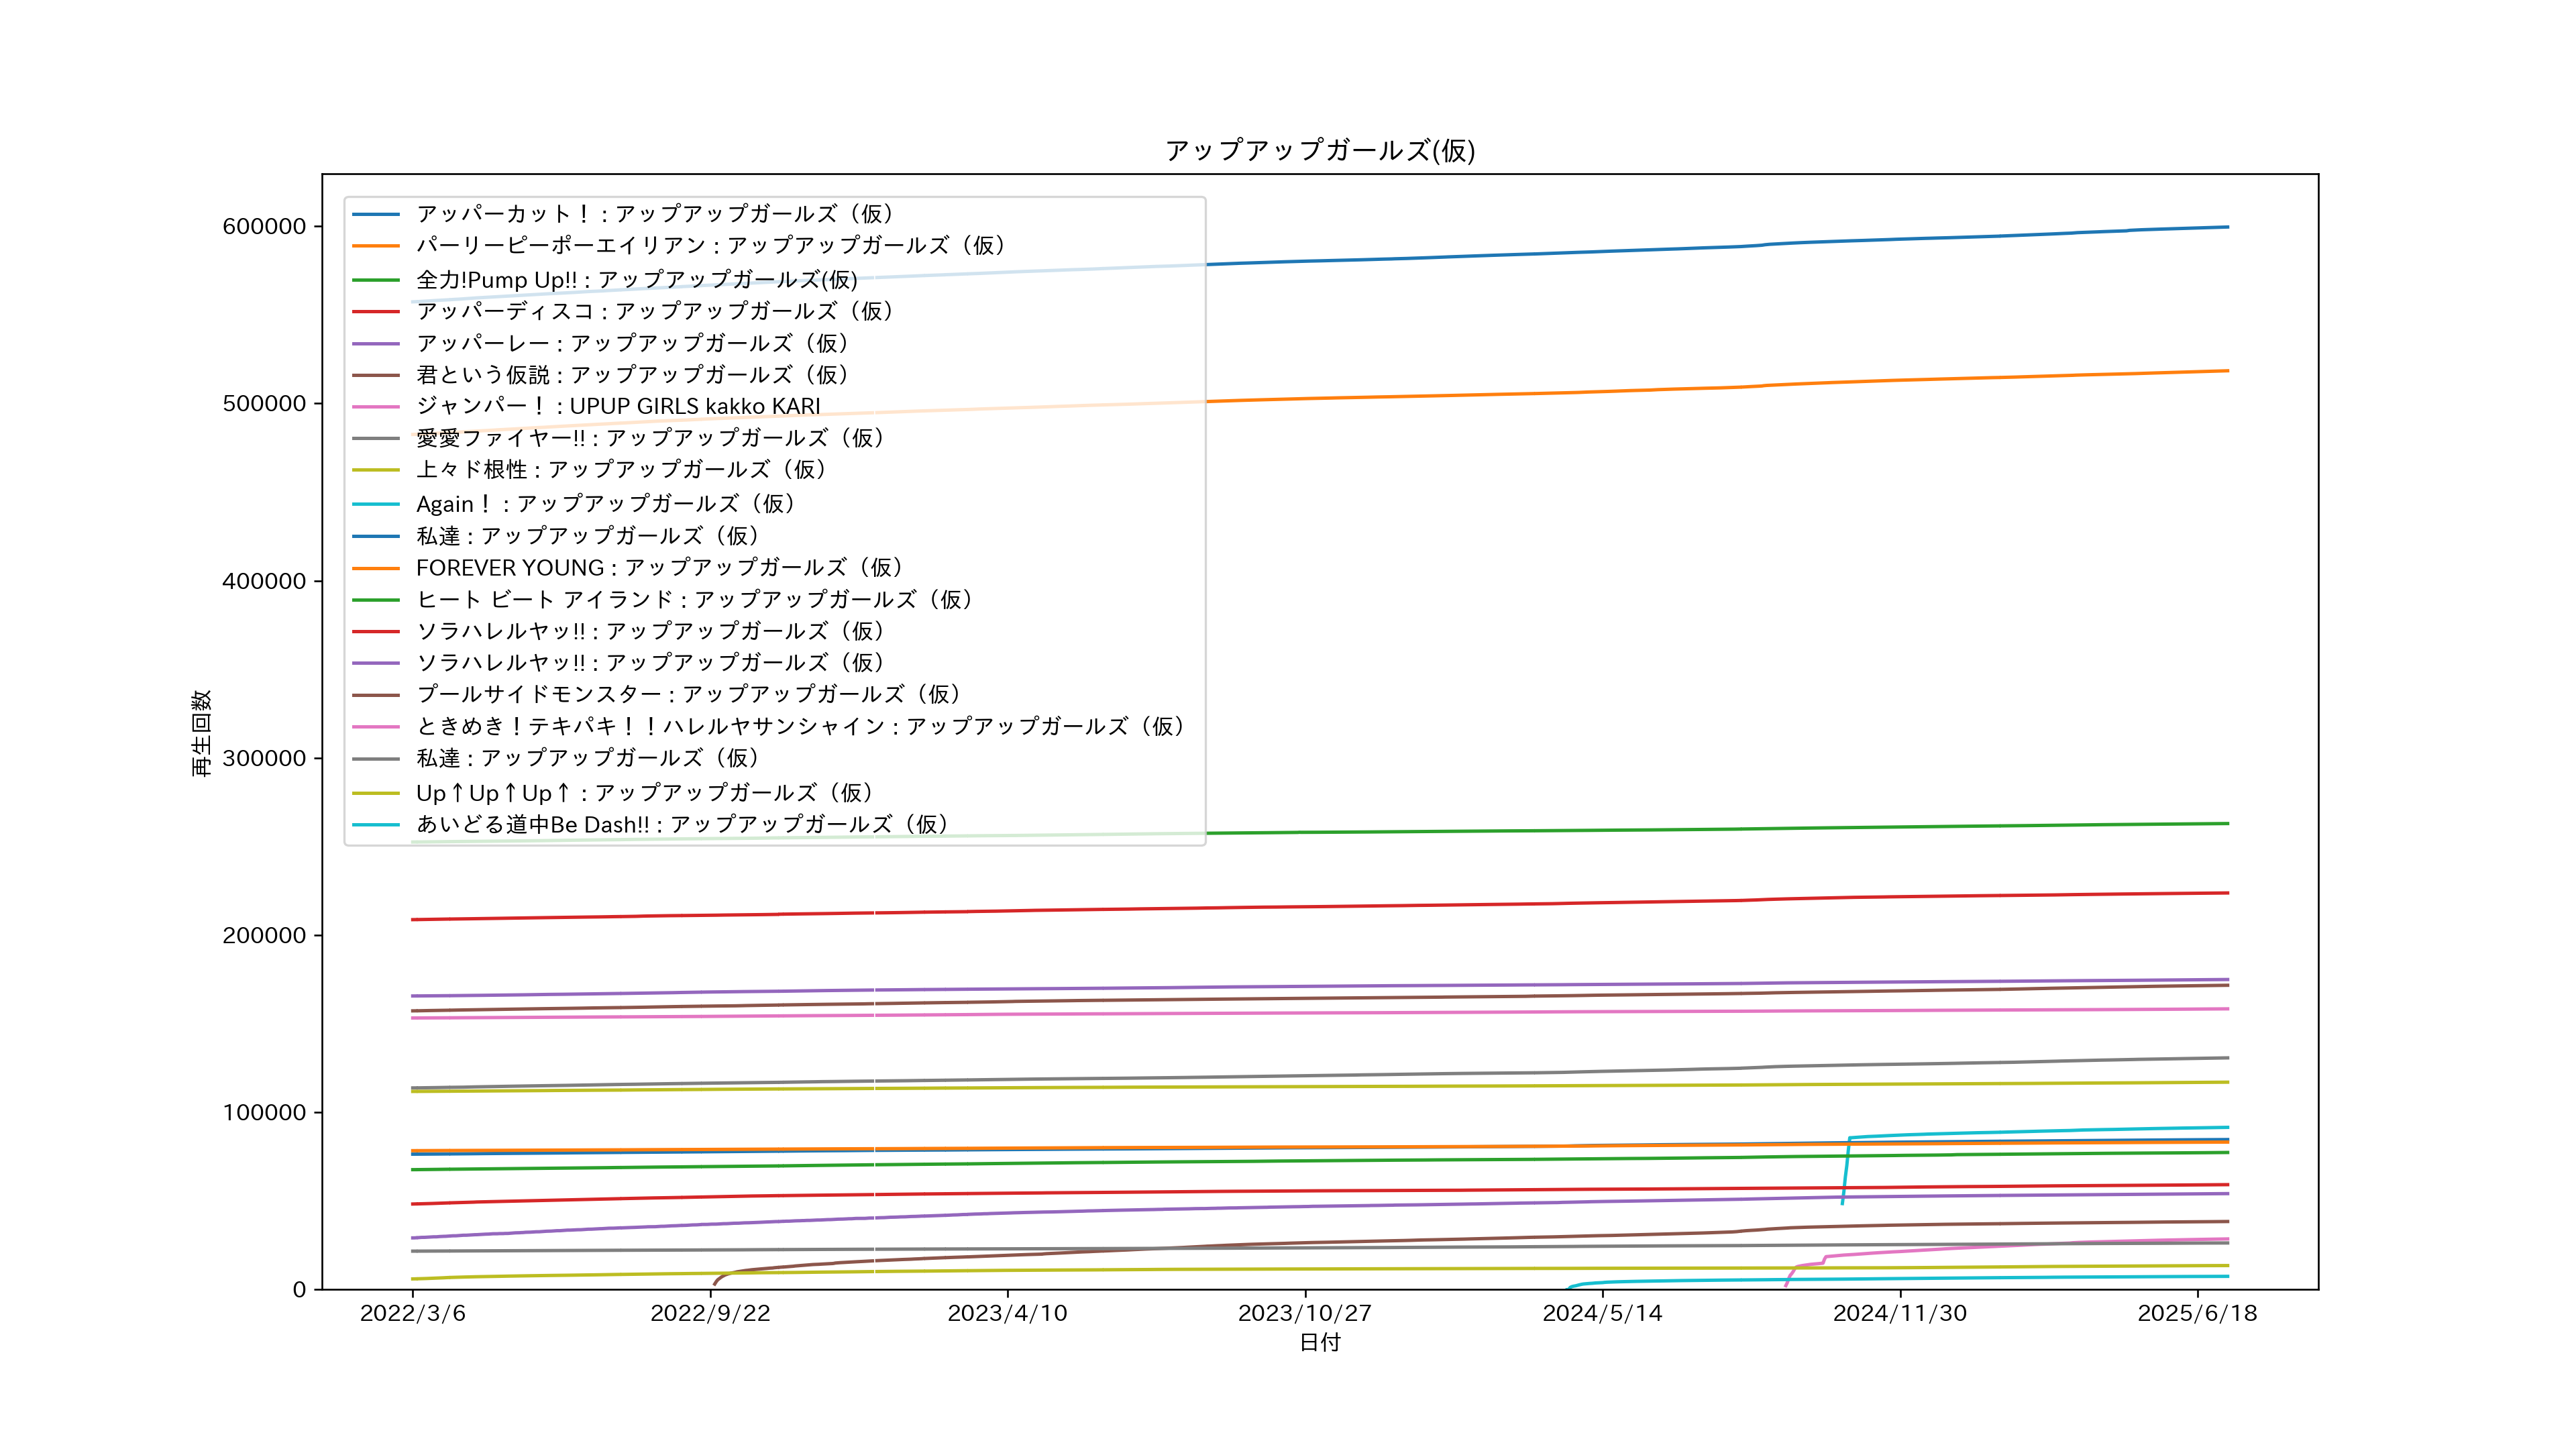 アップアップガールズ(仮)
600000
500000
400000
300000
200000
100000
0
再生回数
アッパーカット！ : アップアップガールズ（仮）
パーリーピーポーエイリアン : アップアップガールズ（仮）
全力!Pump Up!! : アップアップガールズ(仮)
アッパーディスコ : アップアップガールズ（仮）
アッパーレー : アップアップガールズ（仮）
君という仮説 : アップアップガールズ（仮）
ジャンパー！ : UPUP GIRLS kakko KARI
愛愛ファイヤー!! : アップアップガールズ（仮）
上々ド根性 : アップアップガールズ（仮）
Again！ : アップアップガールズ（仮）
私達 : アップアップガールズ（仮）
FOREVER YOUNG : アップアップガールズ（仮）
ヒート ビート アイランド : アップアップガールズ（仮）
ソラハレルヤッ!! : アップアップガールズ（仮）
ソラハレルヤッ!! : アップアップガールズ（仮）
プールサイドモンスター : アップアップガールズ（仮）
ときめき！テキパキ！！ハレルヤサンシャイン : アップアップガールズ（仮）
私達 : アップアップガールズ（仮）
Up↑Up↑Up↑ : アップアップガールズ（仮）
あいどる道中Be Dash!! : アップアップガールズ（仮）
2022/3/6
2022/9/22
2023/4/10
2023/10/27
2024/5/14
2024/11/30
2025/6/18
日付